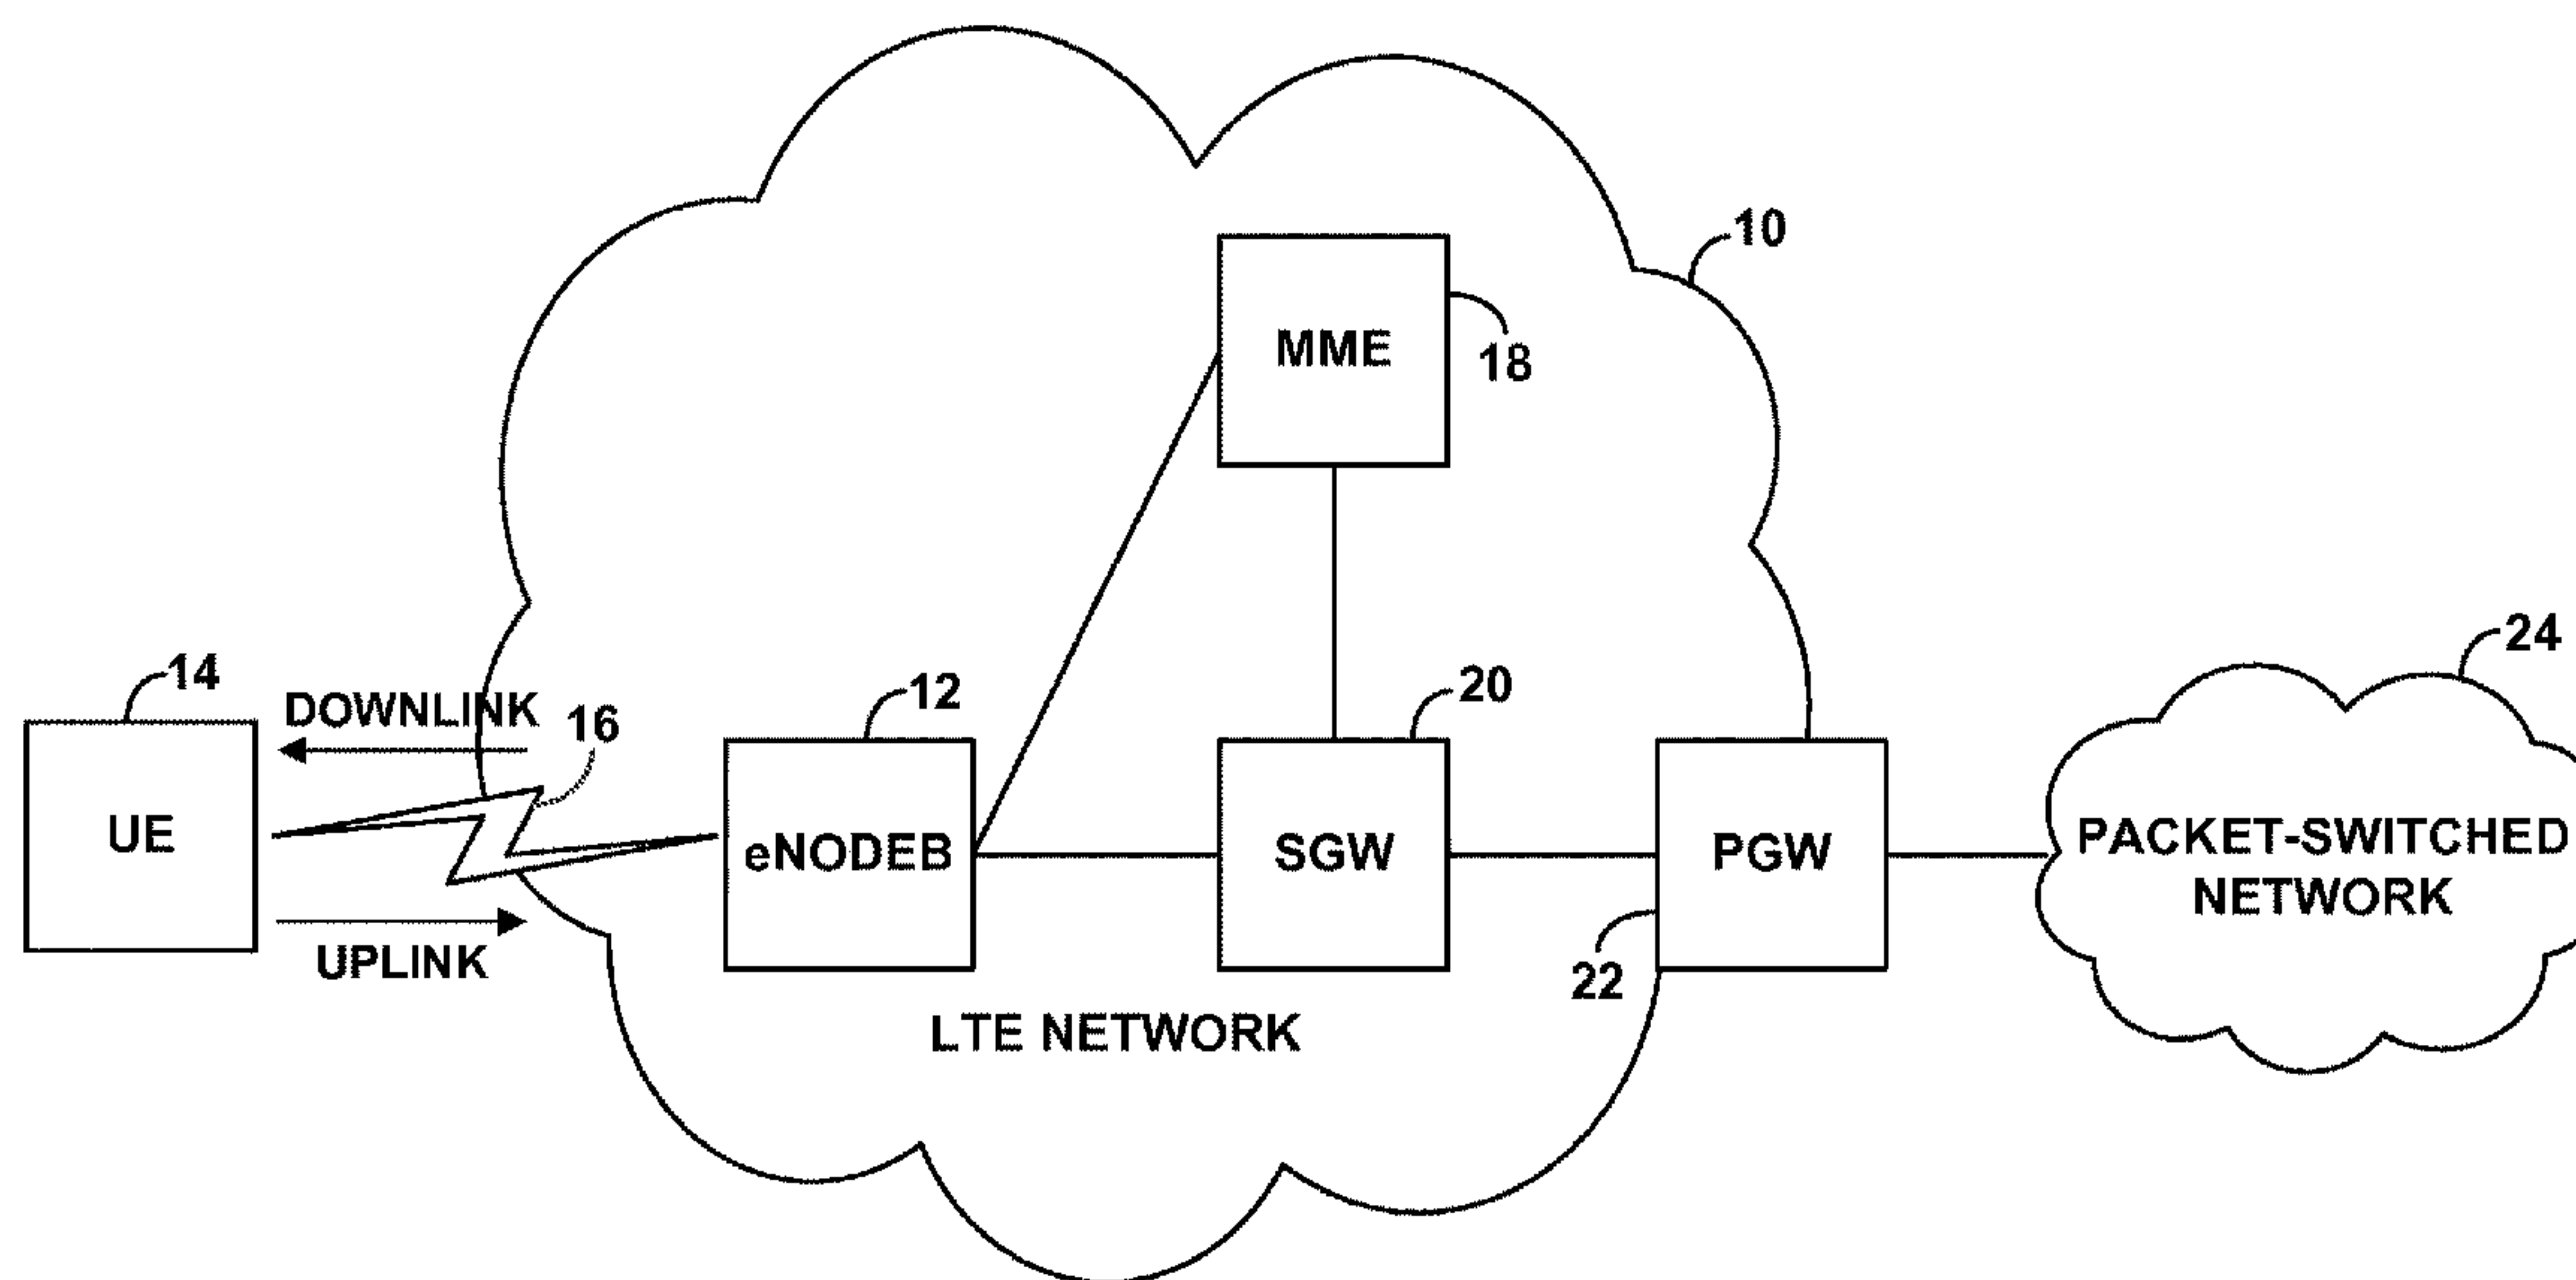 10
MME
18
24
14
12
20
DOWNLINK
16
UE
eNODEB
SGW
PGW
PACKET-SWITCHED
NETWORK
UPLINK
22
LTE NETWORK